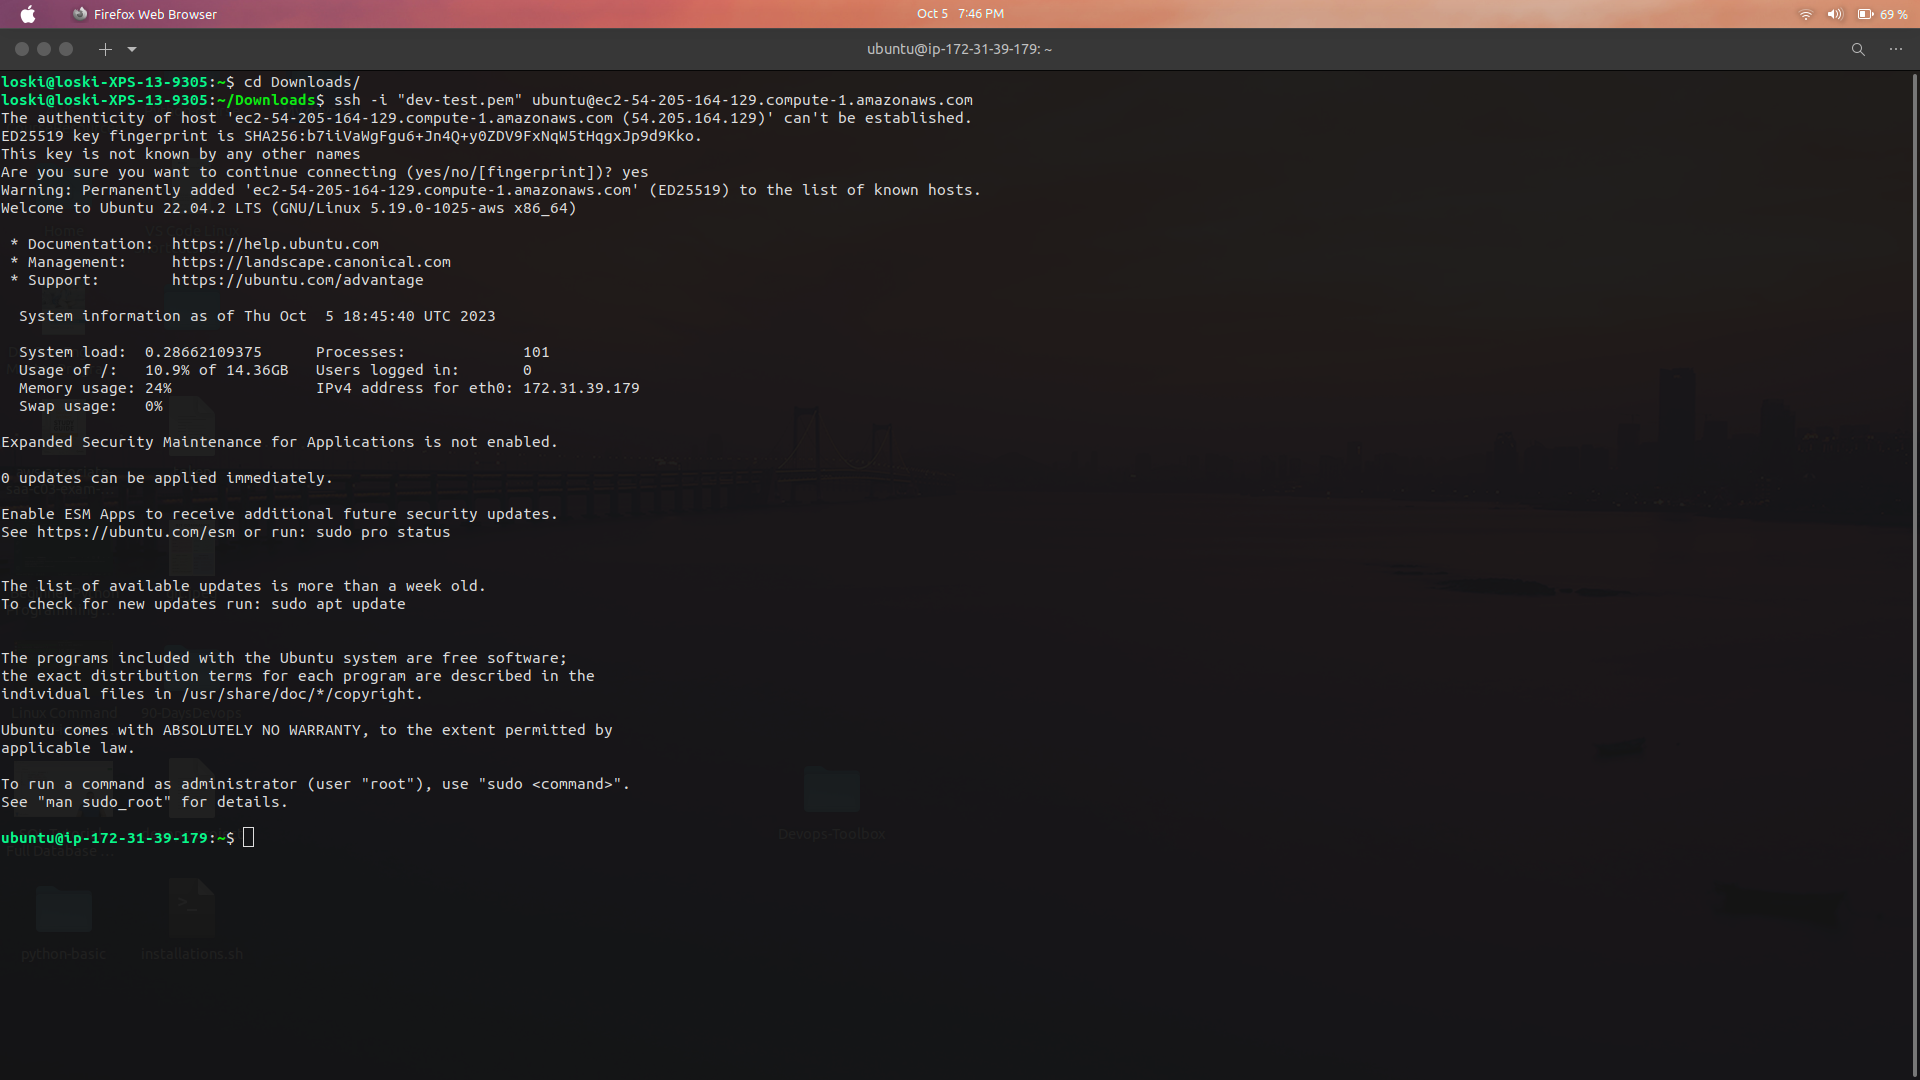 Firefox Web Browser
Oct 5 7:46 PM
69 %
ubuntu@ip-172-31-39-179: ~
loski@loski-XPS-13-9305:~$ cd Downloads/
loski@loski-XPS-13-9305:~/Downloads$ ssh -i "dev-test.pem" ubuntu@ec2-54-205-164-129.compute-1.amazonaws.com
The authenticity of host 'ec2-54-205-164-129.compute-1.amazonaws.com (54.205.164.129)' can't be established.
ED25519 key fingerprint is SHA256:b7iiVaWgFgu6+Jn4Q+y0ZDV9FxNqW5tHqgxJp9d9Kko.
This key is not known by any other names
Are you sure you want to continue connecting (yes/no/[fingerprint])? yes
Warning: Permanently added 'ec2-54-205-164-129.compute-1.amazonaws.com' (ED25519) to the list of known hosts.
Welcome to Ubuntu 22.04.2 LTS (GNU/Linux 5.19.0-1025-aws x86_64)
* Documentation: https://help.ubuntu.com
* Management: https://landscape.canonical.com
* Support: https://ubuntu.com/advantage
System information as of Thu Oct 5 18:45:40 UTC 2023
System load: 0.28662109375 Processes: 101
Usage of /: 10.9% of 14.36GB Users logged in: 0
Memory usage: 24% IPv4 address for eth0: 172.31.39.179
Swap usage: 0%
Expanded Security Maintenance for Applications is not enabled.
0 updates can be applied immediately.
Enable ESM Apps to receive additional future security updates.
See https://ubuntu.com/esm or run: sudo pro status
The list of available updates is more than a week old.
To check for new updates run: sudo apt update
The programs included with the Ubuntu system are free software;
the exact distribution terms for each program are described in the
individual files in /usr/share/doc/*/copyright.
Linux Command 90-DaysDevops
Ubuntu comes with ABSOLUTELY NO WARRANTY, to the extent permitted by
applicable law.
To run a command as administrator (user "root"), use "sudo <command>".
See "man sudo_root" for details.
Devops-Toolbox
ubuntu@ip-172-31-39-179:~$
Full Database ...
python-basic installations.sh